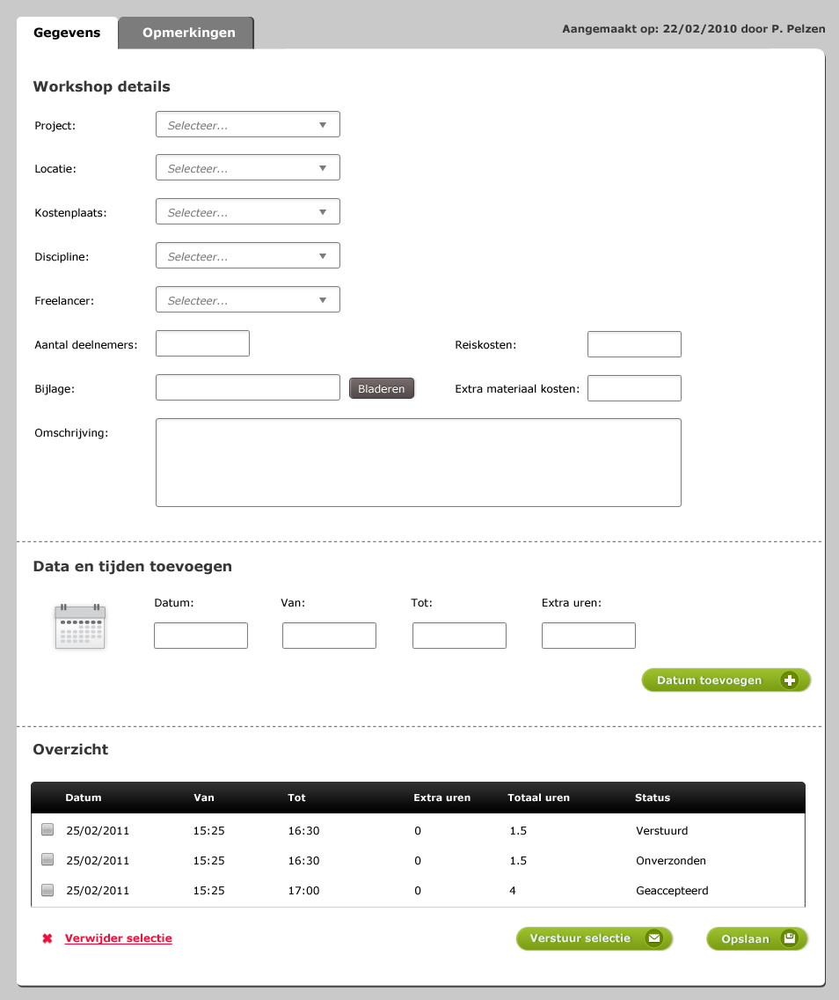 Gegevens Opmerkingen Aangemaakt op: 22/02/2010 door P. Pelzen
Workshop details
Project: Selecteer...
Locatie: Selecteer...
Kostenplaats: Selecteer...
Discipline: Selecteer...
Freelancer: Selecteer...
Aantal deelnemers: Reiskosten:
Bijlage: Bladeren Extra materiaal kosten:
Omschrijving:
Data en tijden toevoegen
Datum: Van: Tot: Extra uren:
Datum toevoegen
Overzicht
Datum Van Tot Extra uren Totaal uren Status
25/02/2011 15:25 16:30 0 1.5 Verstuurd
25/02/2011 15:25 16:30 0 1.5 Onverzonden
25/02/2011 15:25 17:00 0 4 Geaccepteerd
Verwijder selectie Verstuur selectie Opslaan